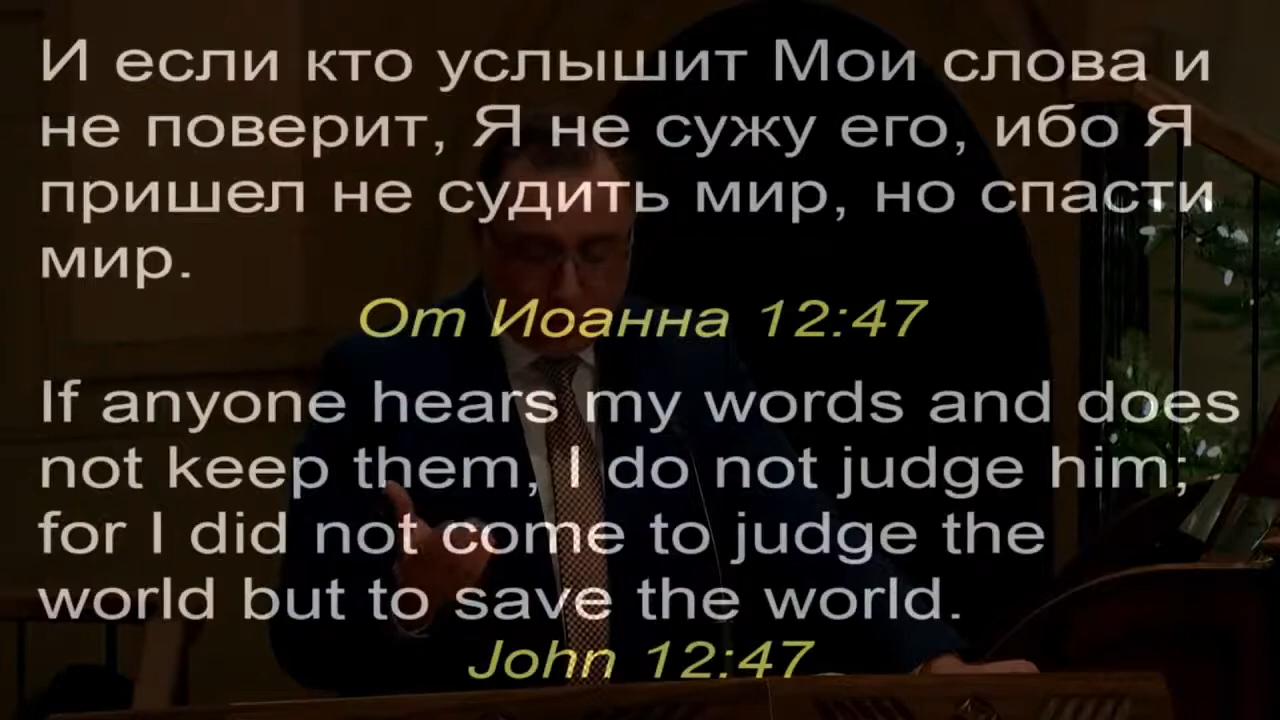 И если кто услышит Мои слова и
не поверит, Я не сужу его, ибо Я
пришел не судить мир, но спасти
мир.
От Иоанна 12:47
If anyone hears my words and does
not keep them, I do not judge him;
for I did not come to judge the
world but to save the world.
John 12:47